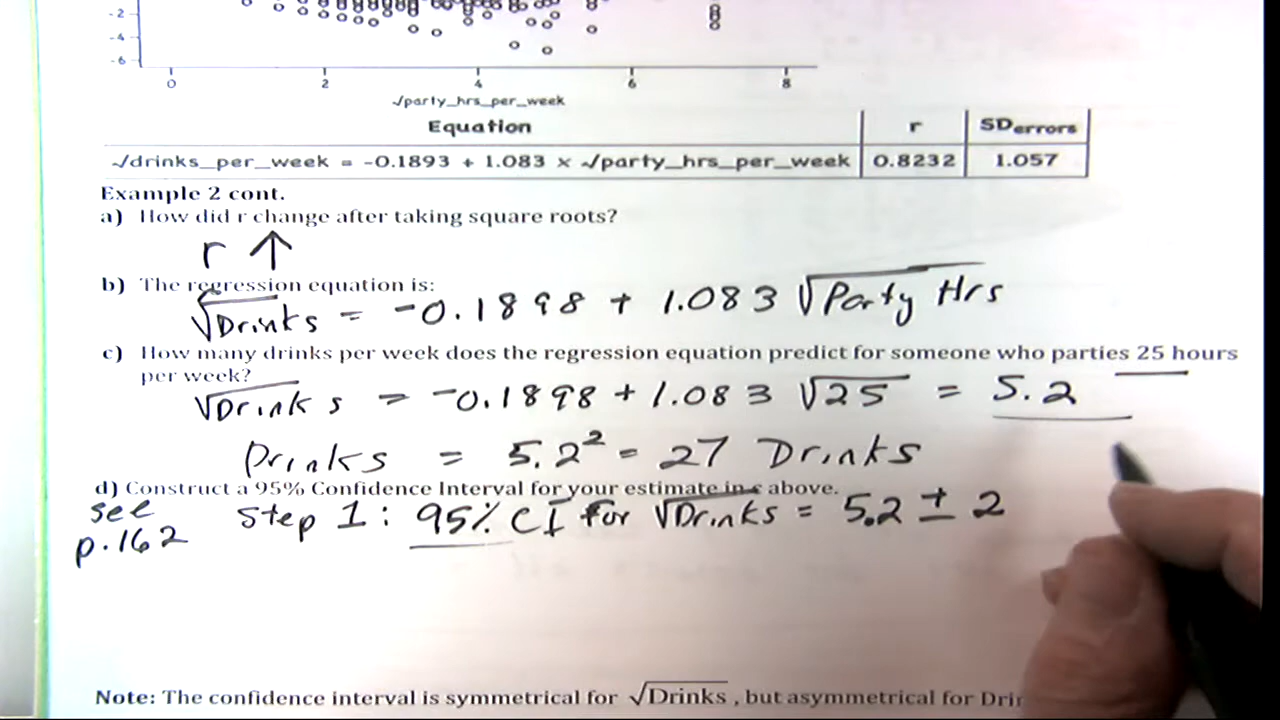 -2
-4
-6
0 2 4 6 8
√party_hrs_per_week
Equation r SDerrors
√drinks_per_week = -0.1893 + 1.083 × √party_hrs_per_week 0.8232 1.057
Example 2 cont.
a) How did r change after taking square roots?
r ↑
b) The regression equation is:
√Drinks = -0.1898 + 1.083 √Party Hrs
c) How many drinks per week does the regression equation predict for someone who parties 25 hours
per week?
√Drinks = -0.1898 + 1.083 √25 = 5.2
Drinks = 5.2² = 27 Drinks
d) Construct a 95% Confidence Interval for your estimate in c above.
see
p.162
Step 1: 95% CI for √Drinks = 5.2 ± 2
Note: The confidence interval is symmetrical for √Drinks, but asymmetrical for